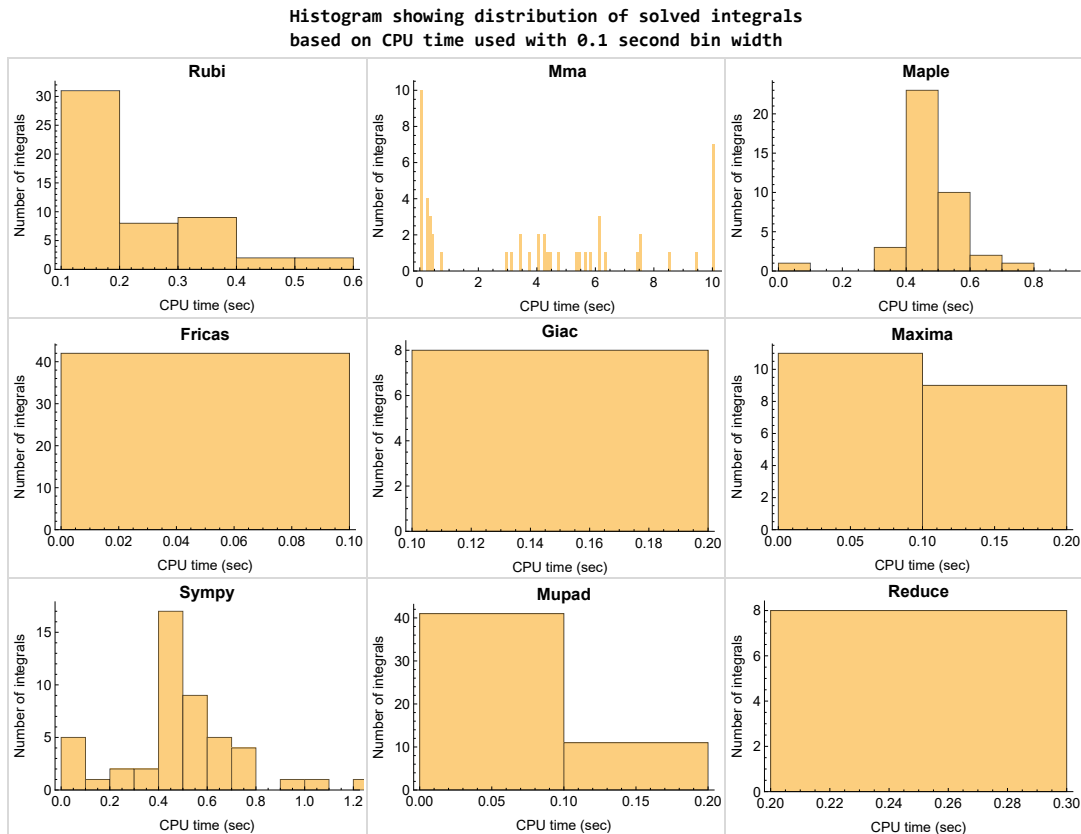 Histogram showing distribution of solved integrals
based on CPU time used with 0.1 second bin width
Rubi
Number of integrals
30
25
20
15
10
5
0
0.1 0.2 0.3 0.4 0.5 0.6
CPU time (sec)
Mma
Number of integrals
10
8
6
4
2
0
0 2 4 6 8 10
CPU time (sec)
Maple
Number of integrals
20
15
10
5
0
0.0 0.2 0.4 0.6 0.8
CPU time (sec)
Fricas
Number of integrals
40
30
20
10
0
0.00 0.02 0.04 0.06 0.08 0.10
CPU time (sec)
Giac
Number of integrals
8
6
4
2
0
0.10 0.12 0.14 0.16 0.18 0.20
CPU time (sec)
Maxima
Number of integrals
10
8
6
4
2
0
0.00 0.05 0.10 0.15 0.20
CPU time (sec)
Sympy
Number of integrals
15
10
5
0
0.0 0.2 0.4 0.6 0.8 1.0 1.2
CPU time (sec)
Mupad
Number of integrals
40
30
20
10
0
0.00 0.05 0.10 0.15 0.20
CPU time (sec)
Reduce
Number of integrals
8
6
4
2
0
0.20 0.22 0.24 0.26 0.28 0.30
CPU time (sec)